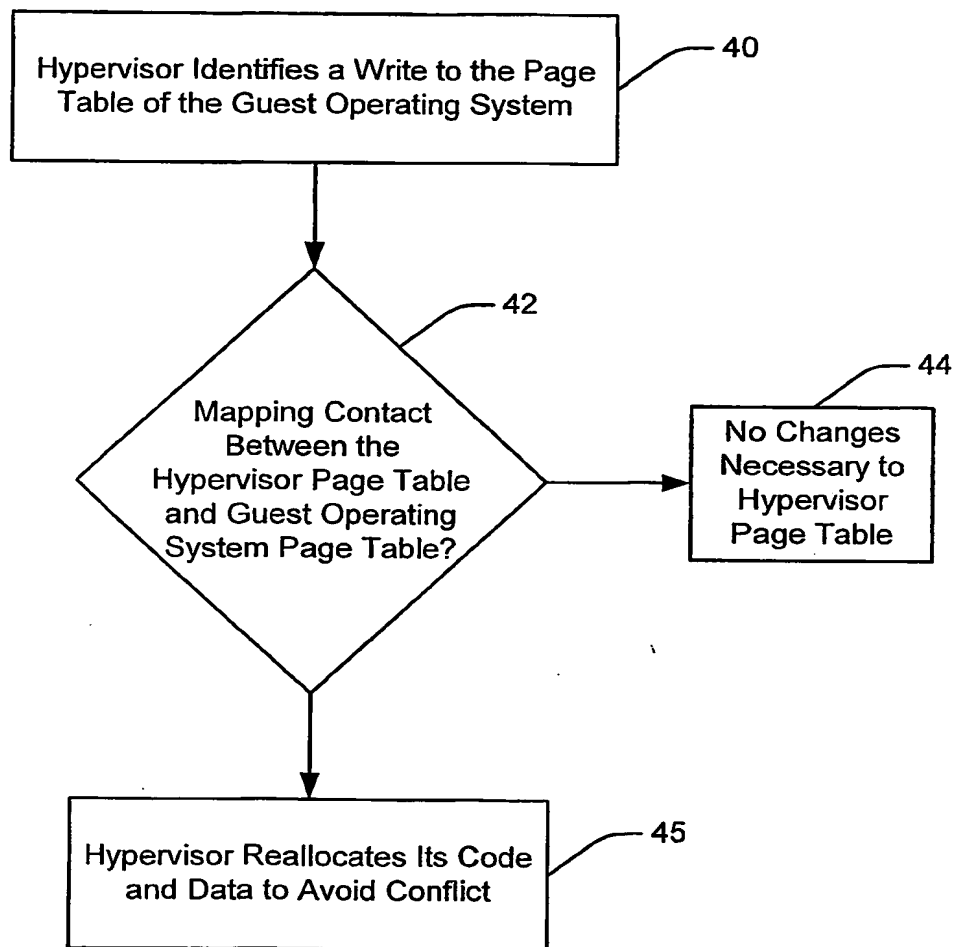 Hypervisor Identifies a Write to the Page
Table of the Guest Operating System
40
42
Mapping Contact
Between the
Hypervisor Page Table
and Guest Operating
System Page Table?
44
No Changes
Necessary to
Hypervisor
Page Table
45
Hypervisor Reallocates Its Code
and Data to Avoid Conflict